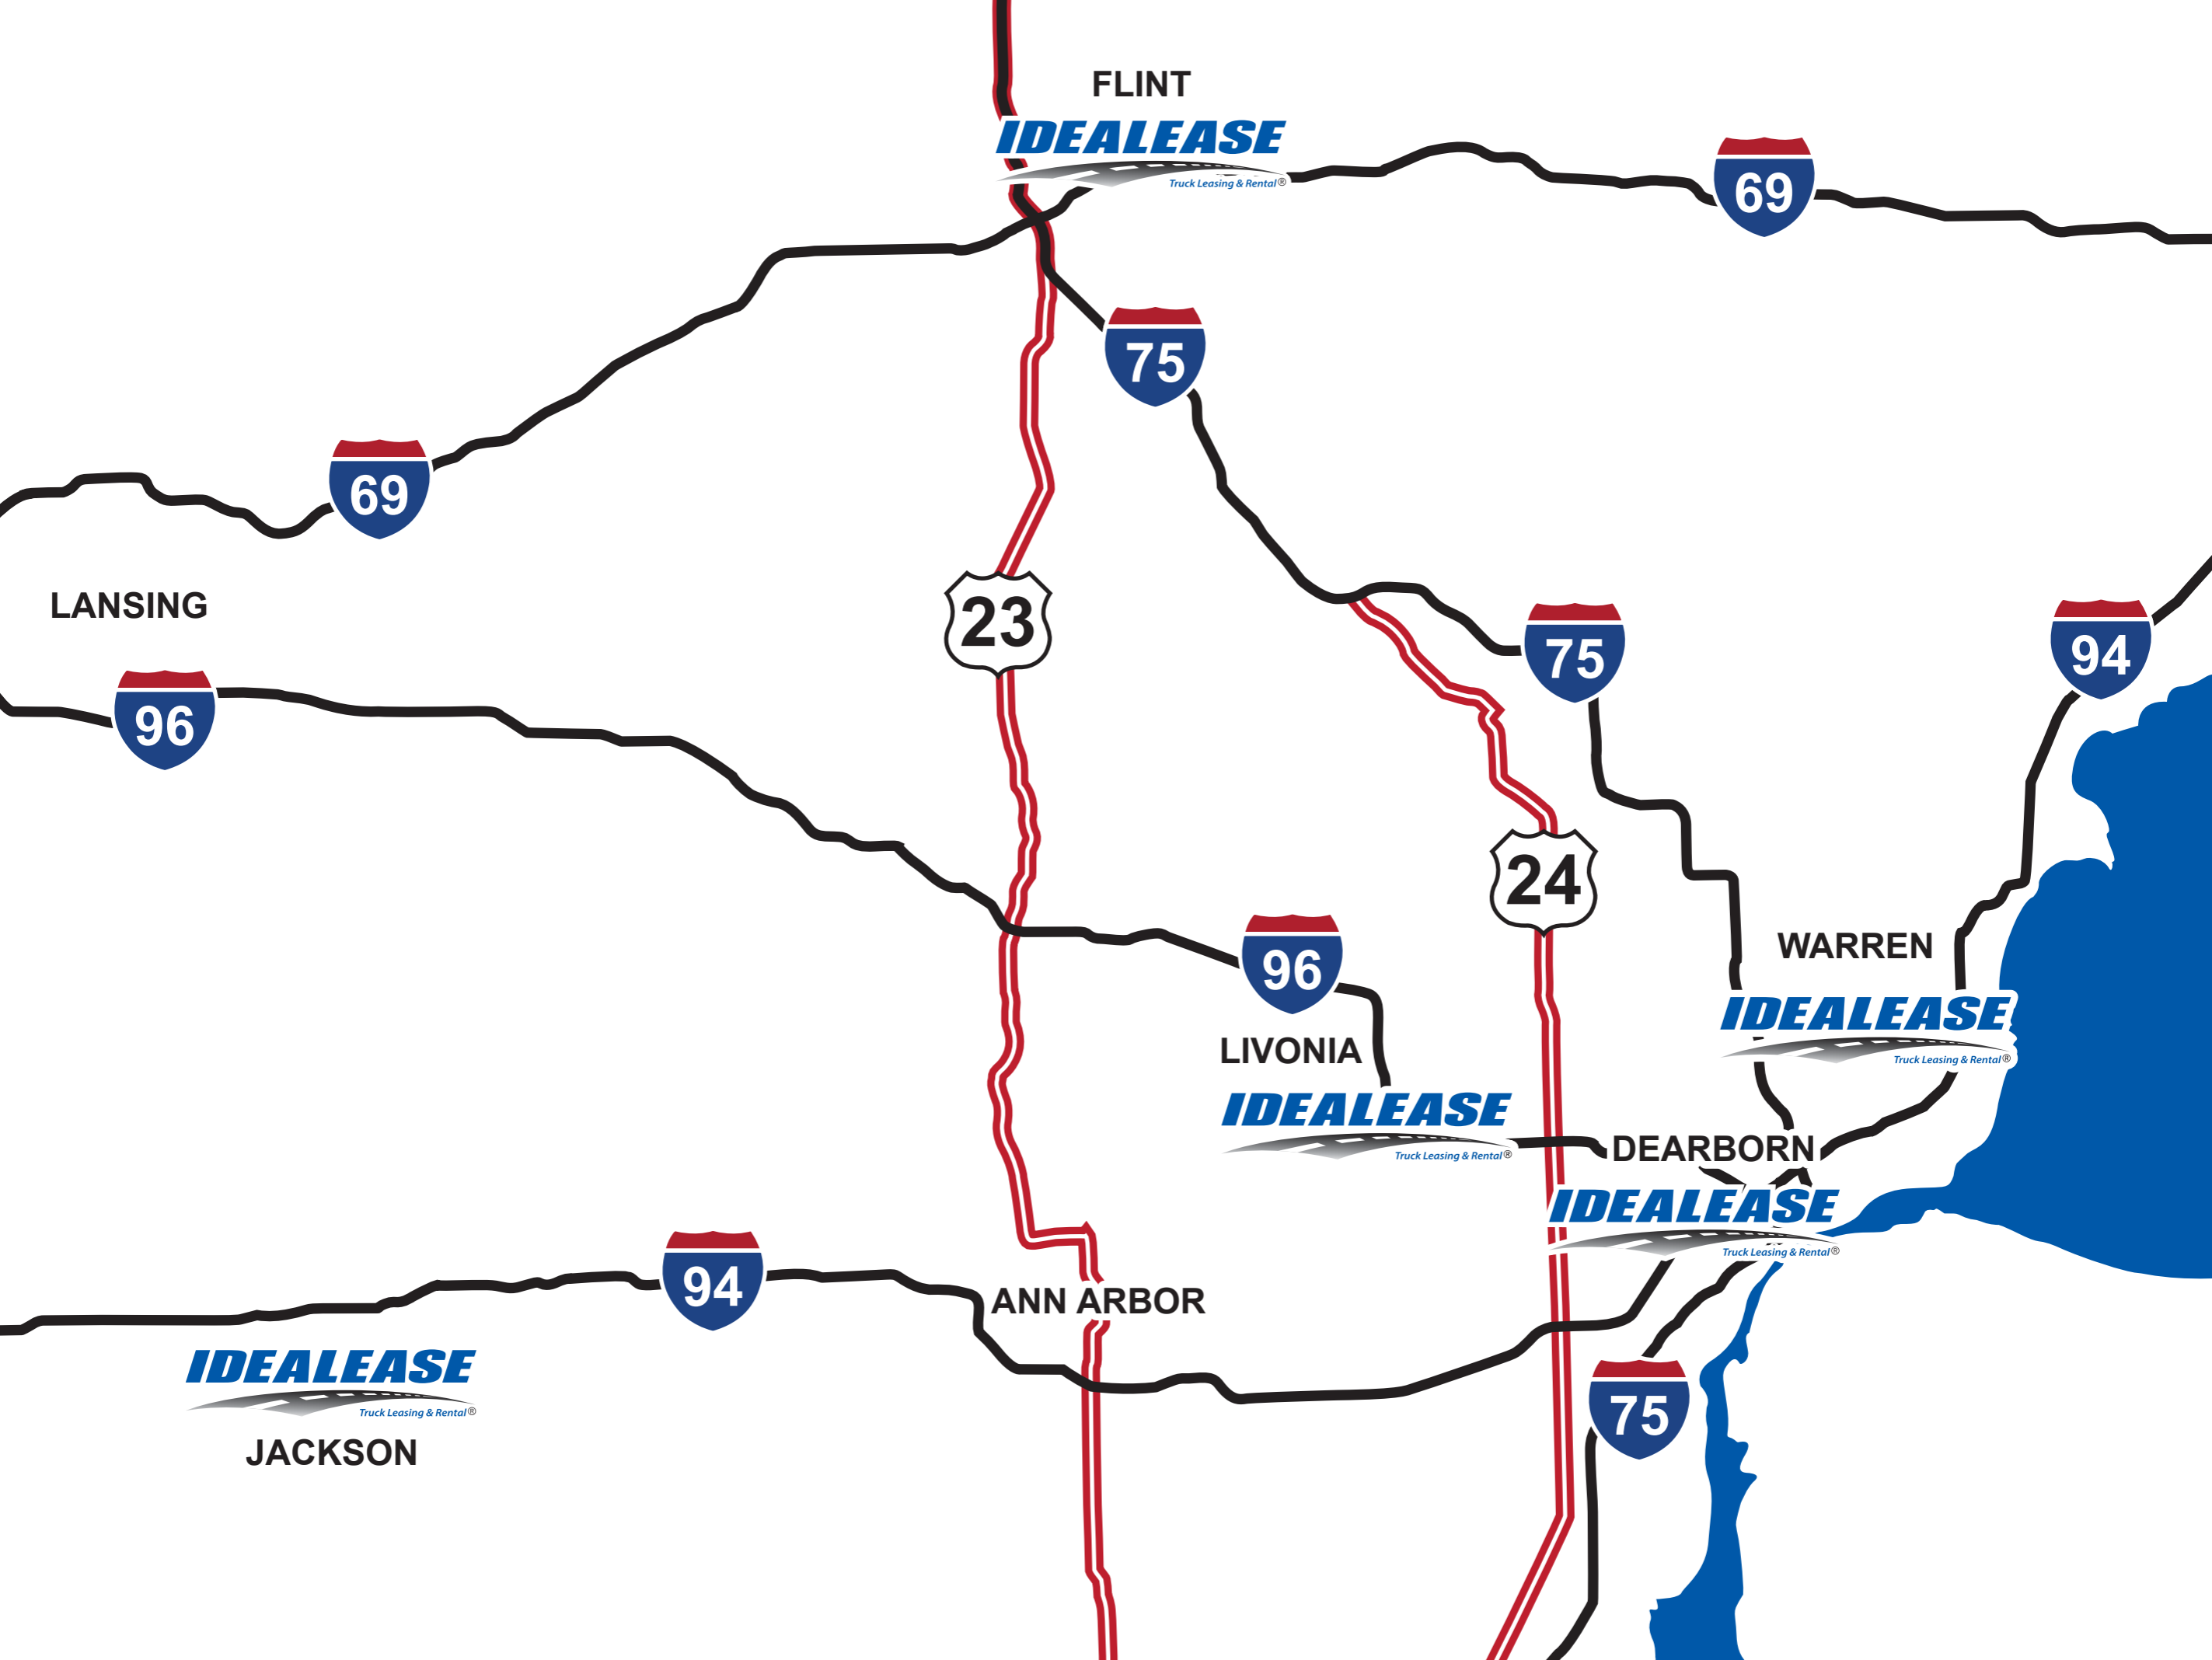 FLINT
IDEALEASE
Truck Leasing & Rental®
69
75
69
LANSING
23
75
94
96
24
WARREN
96
IDEALEASE
Truck Leasing & Rental®
LIVONIA
IDEALEASE
Truck Leasing & Rental®
DEARBORN
IDEALEASE
Truck Leasing & Rental®
94
ANN ARBOR
IDEALEASE
Truck Leasing & Rental®
75
JACKSON